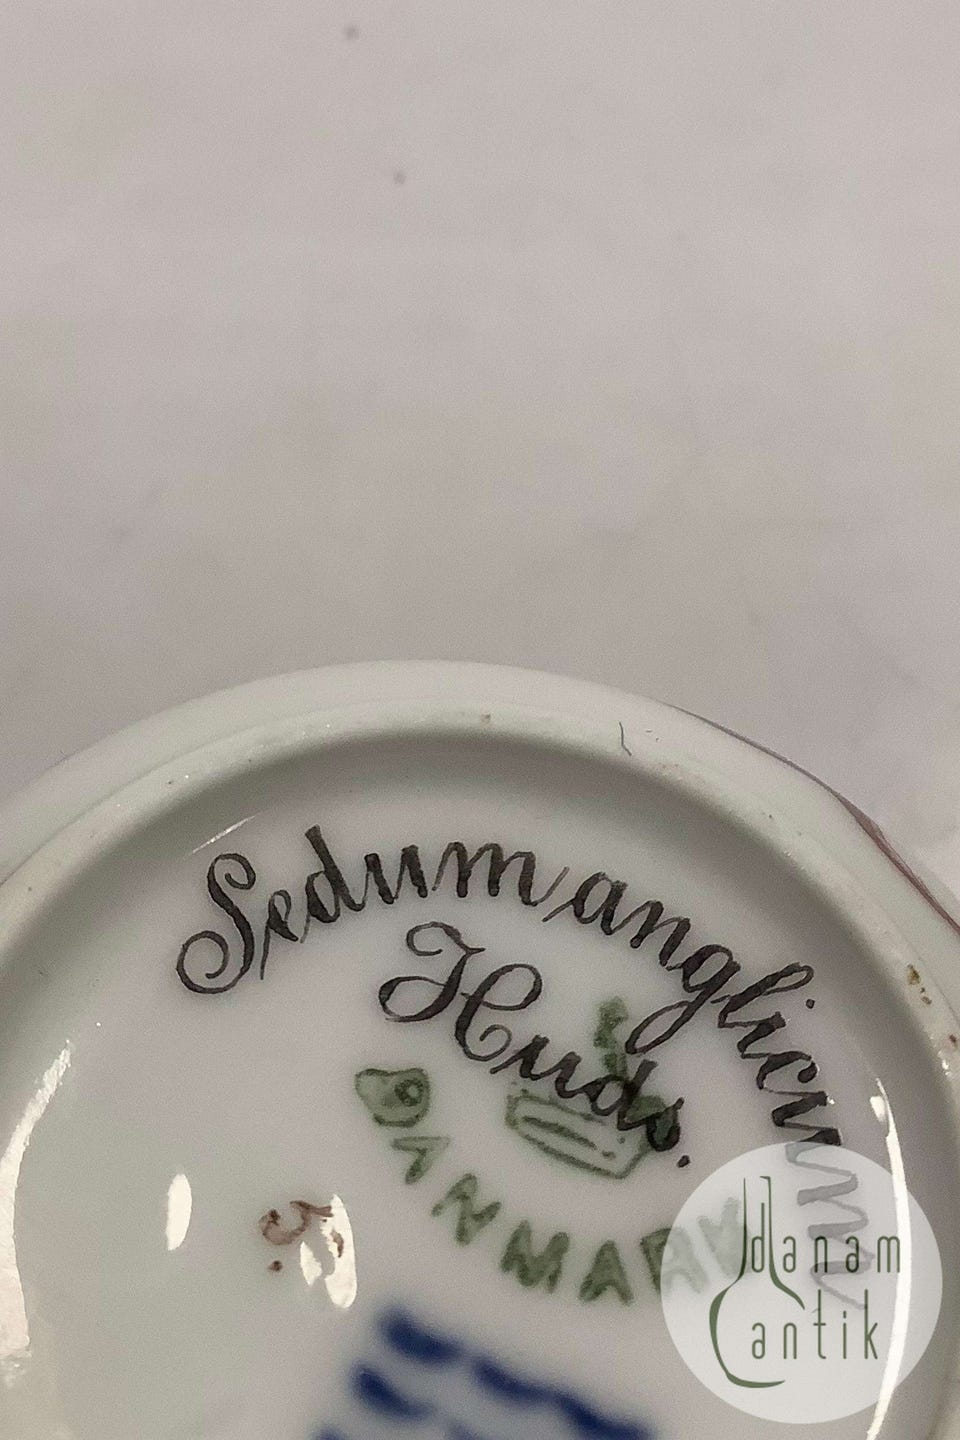 Sedum anglicum
Huds.
DANMARK
danam
antik